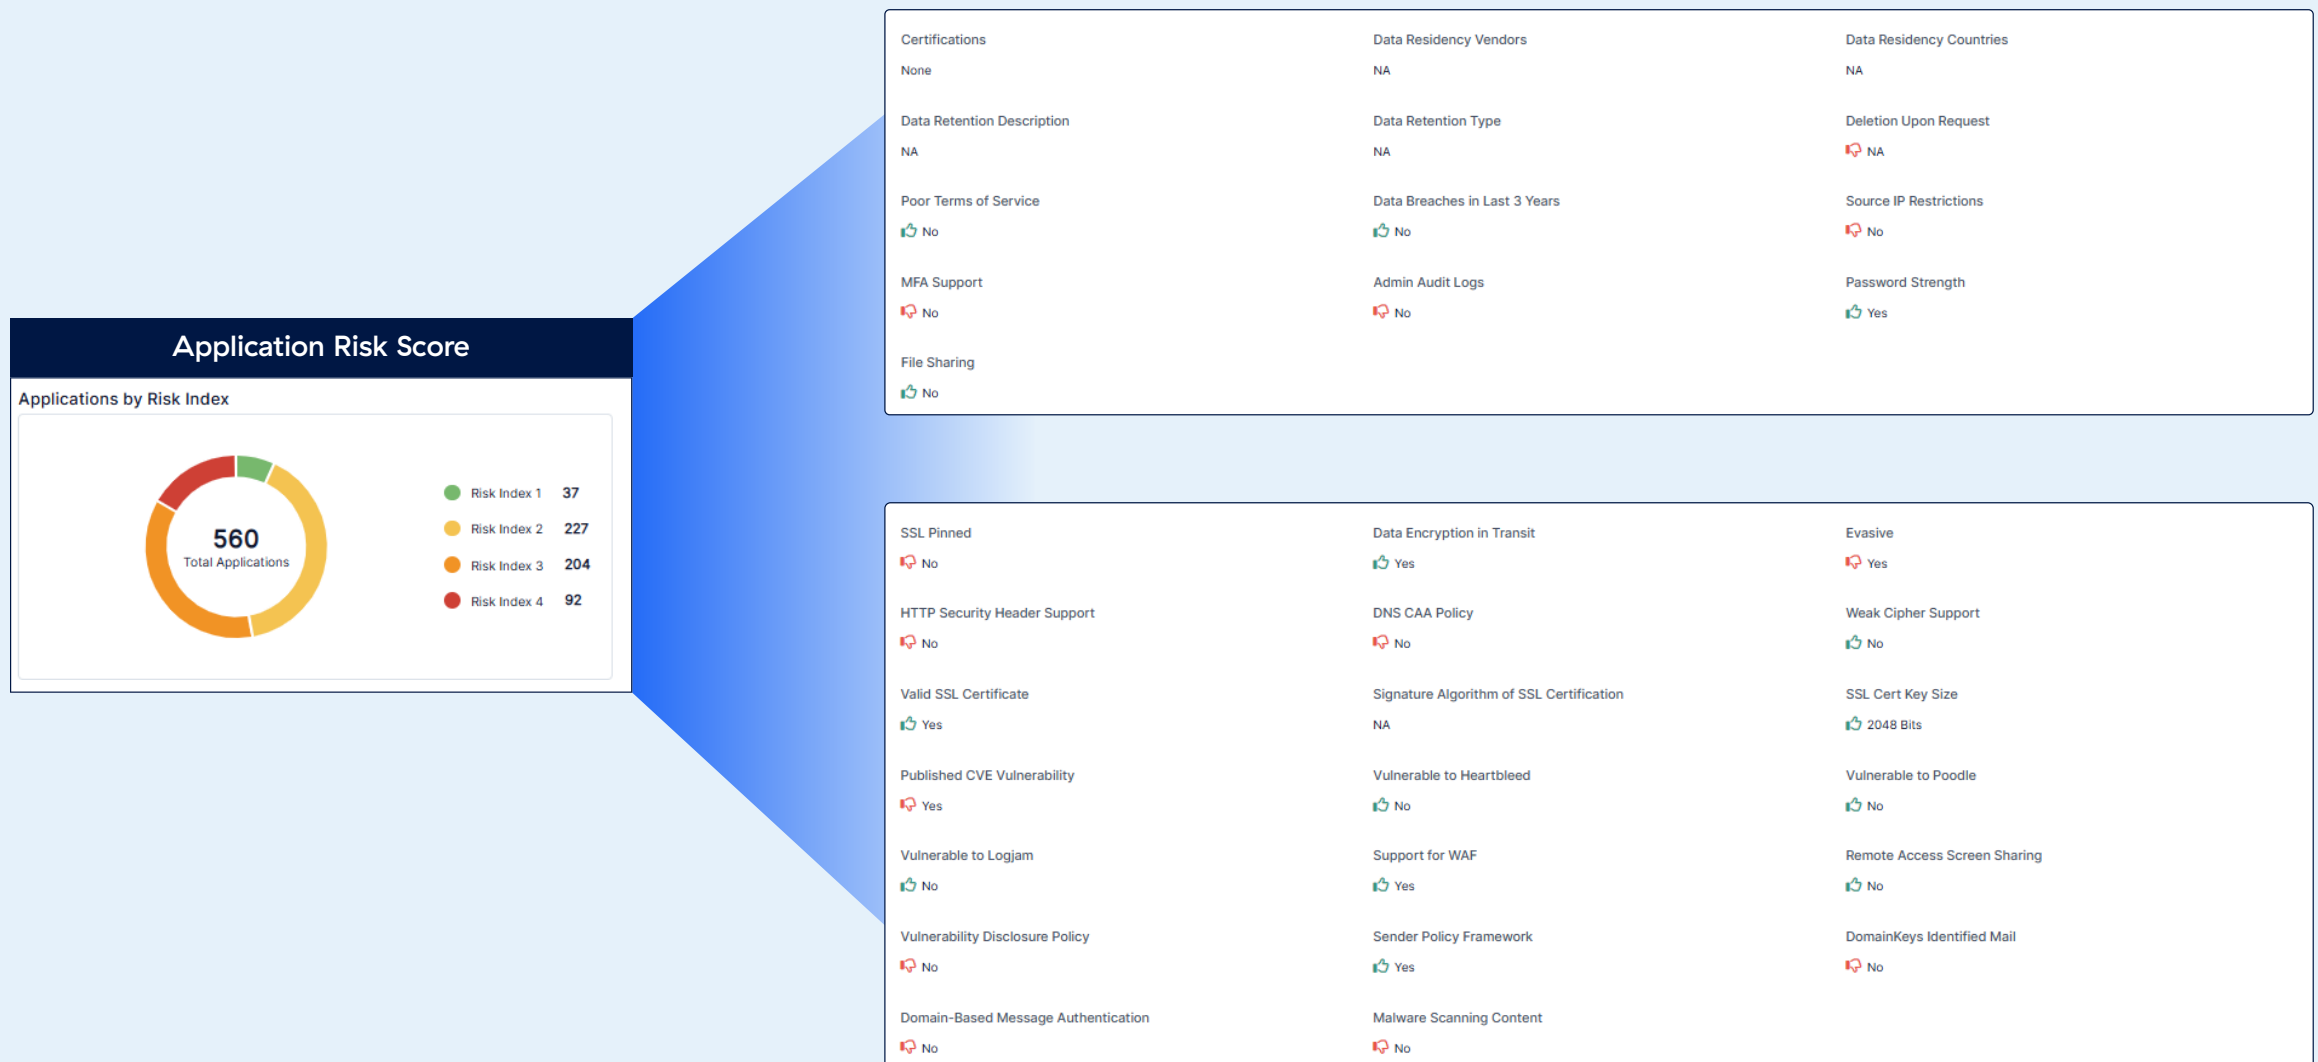 Application Risk Score
Applications by Risk Index
560
Total Applications
Risk Index 1 37
Risk Index 2 227
Risk Index 3 204
Risk Index 4 92
Certifications
None
Data Residency Vendors
NA
Data Residency Countries
NA
Data Retention Description
NA
Data Retention Type
NA
Deletion Upon Request
NA
Poor Terms of Service
No
Data Breaches in Last 3 Years
No
Source IP Restrictions
No
MFA Support
No
Admin Audit Logs
No
Password Strength
Yes
File Sharing
No
SSL Pinned
No
Data Encryption in Transit
Yes
Evasive
Yes
HTTP Security Header Support
No
DNS CAA Policy
No
Weak Cipher Support
No
Valid SSL Certificate
Yes
Signature Algorithm of SSL Certification
NA
SSL Cert Key Size
2048 Bits
Published CVE Vulnerability
Yes
Vulnerable to Heartbleed
No
Vulnerable to Poodle
No
Vulnerable to Logjam
No
Support for WAF
Yes
Remote Access Screen Sharing
No
Vulnerability Disclosure Policy
No
Sender Policy Framework
Yes
DomainKeys Identified Mail
No
Domain-Based Message Authentication
No
Malware Scanning Content
No